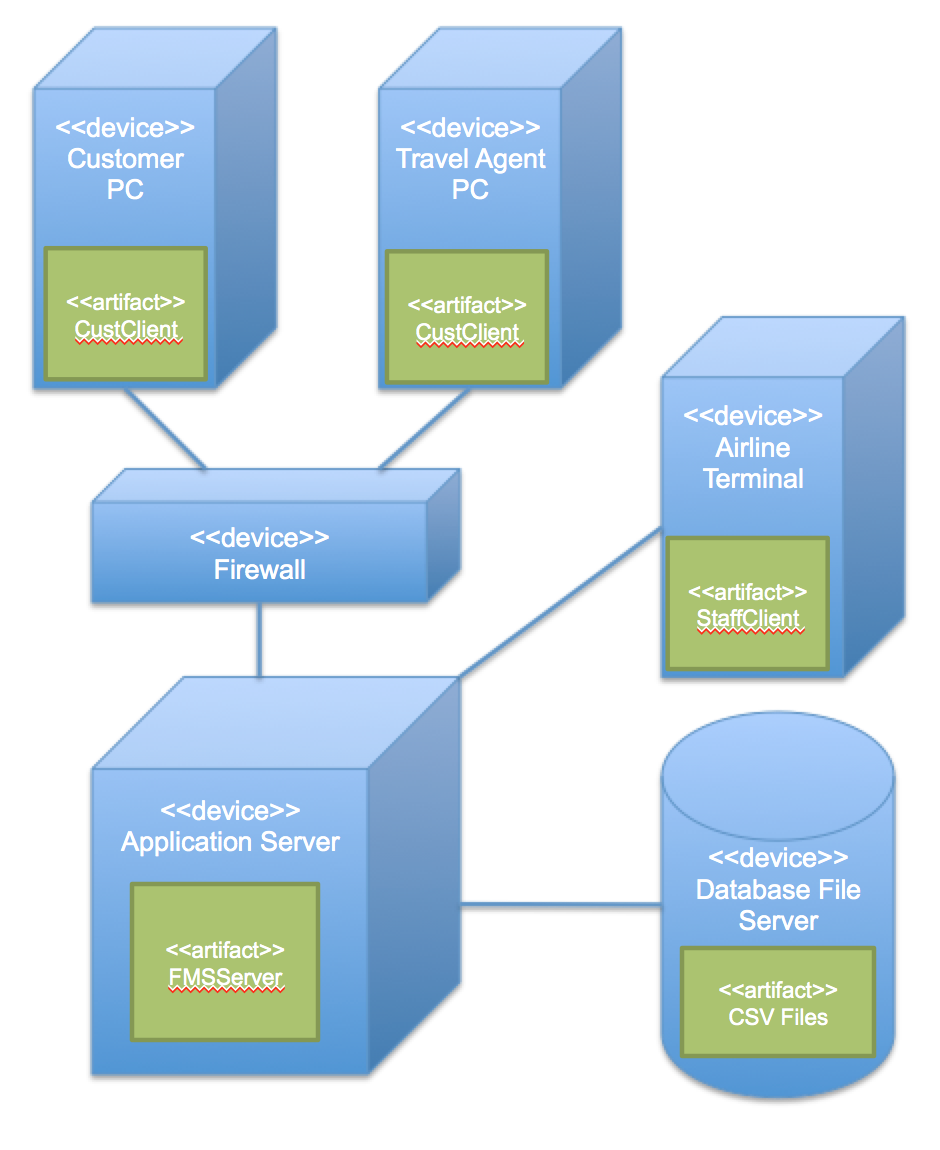 <<device>>
Customer
PC
<<artifact>>
CustClient
<<device>>
Travel Agent
PC
<<artifact>>
CustClient
<<device>>
Airline
Terminal
<<artifact>>
StaffClient
<<device>>
Firewall
<<device>>
Application Server
<<artifact>>
FMSServer
<<device>>
Database File
Server
<<artifact>>
CSV Files